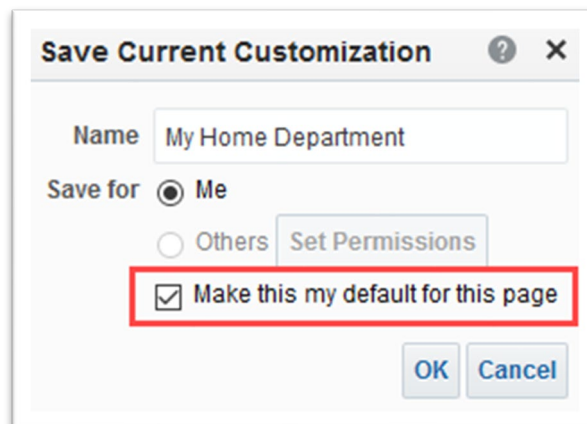 Save Current Customization
Name My Home Department
Save for Me
Others Set Permissions
Make this my default for this page
OK Cancel